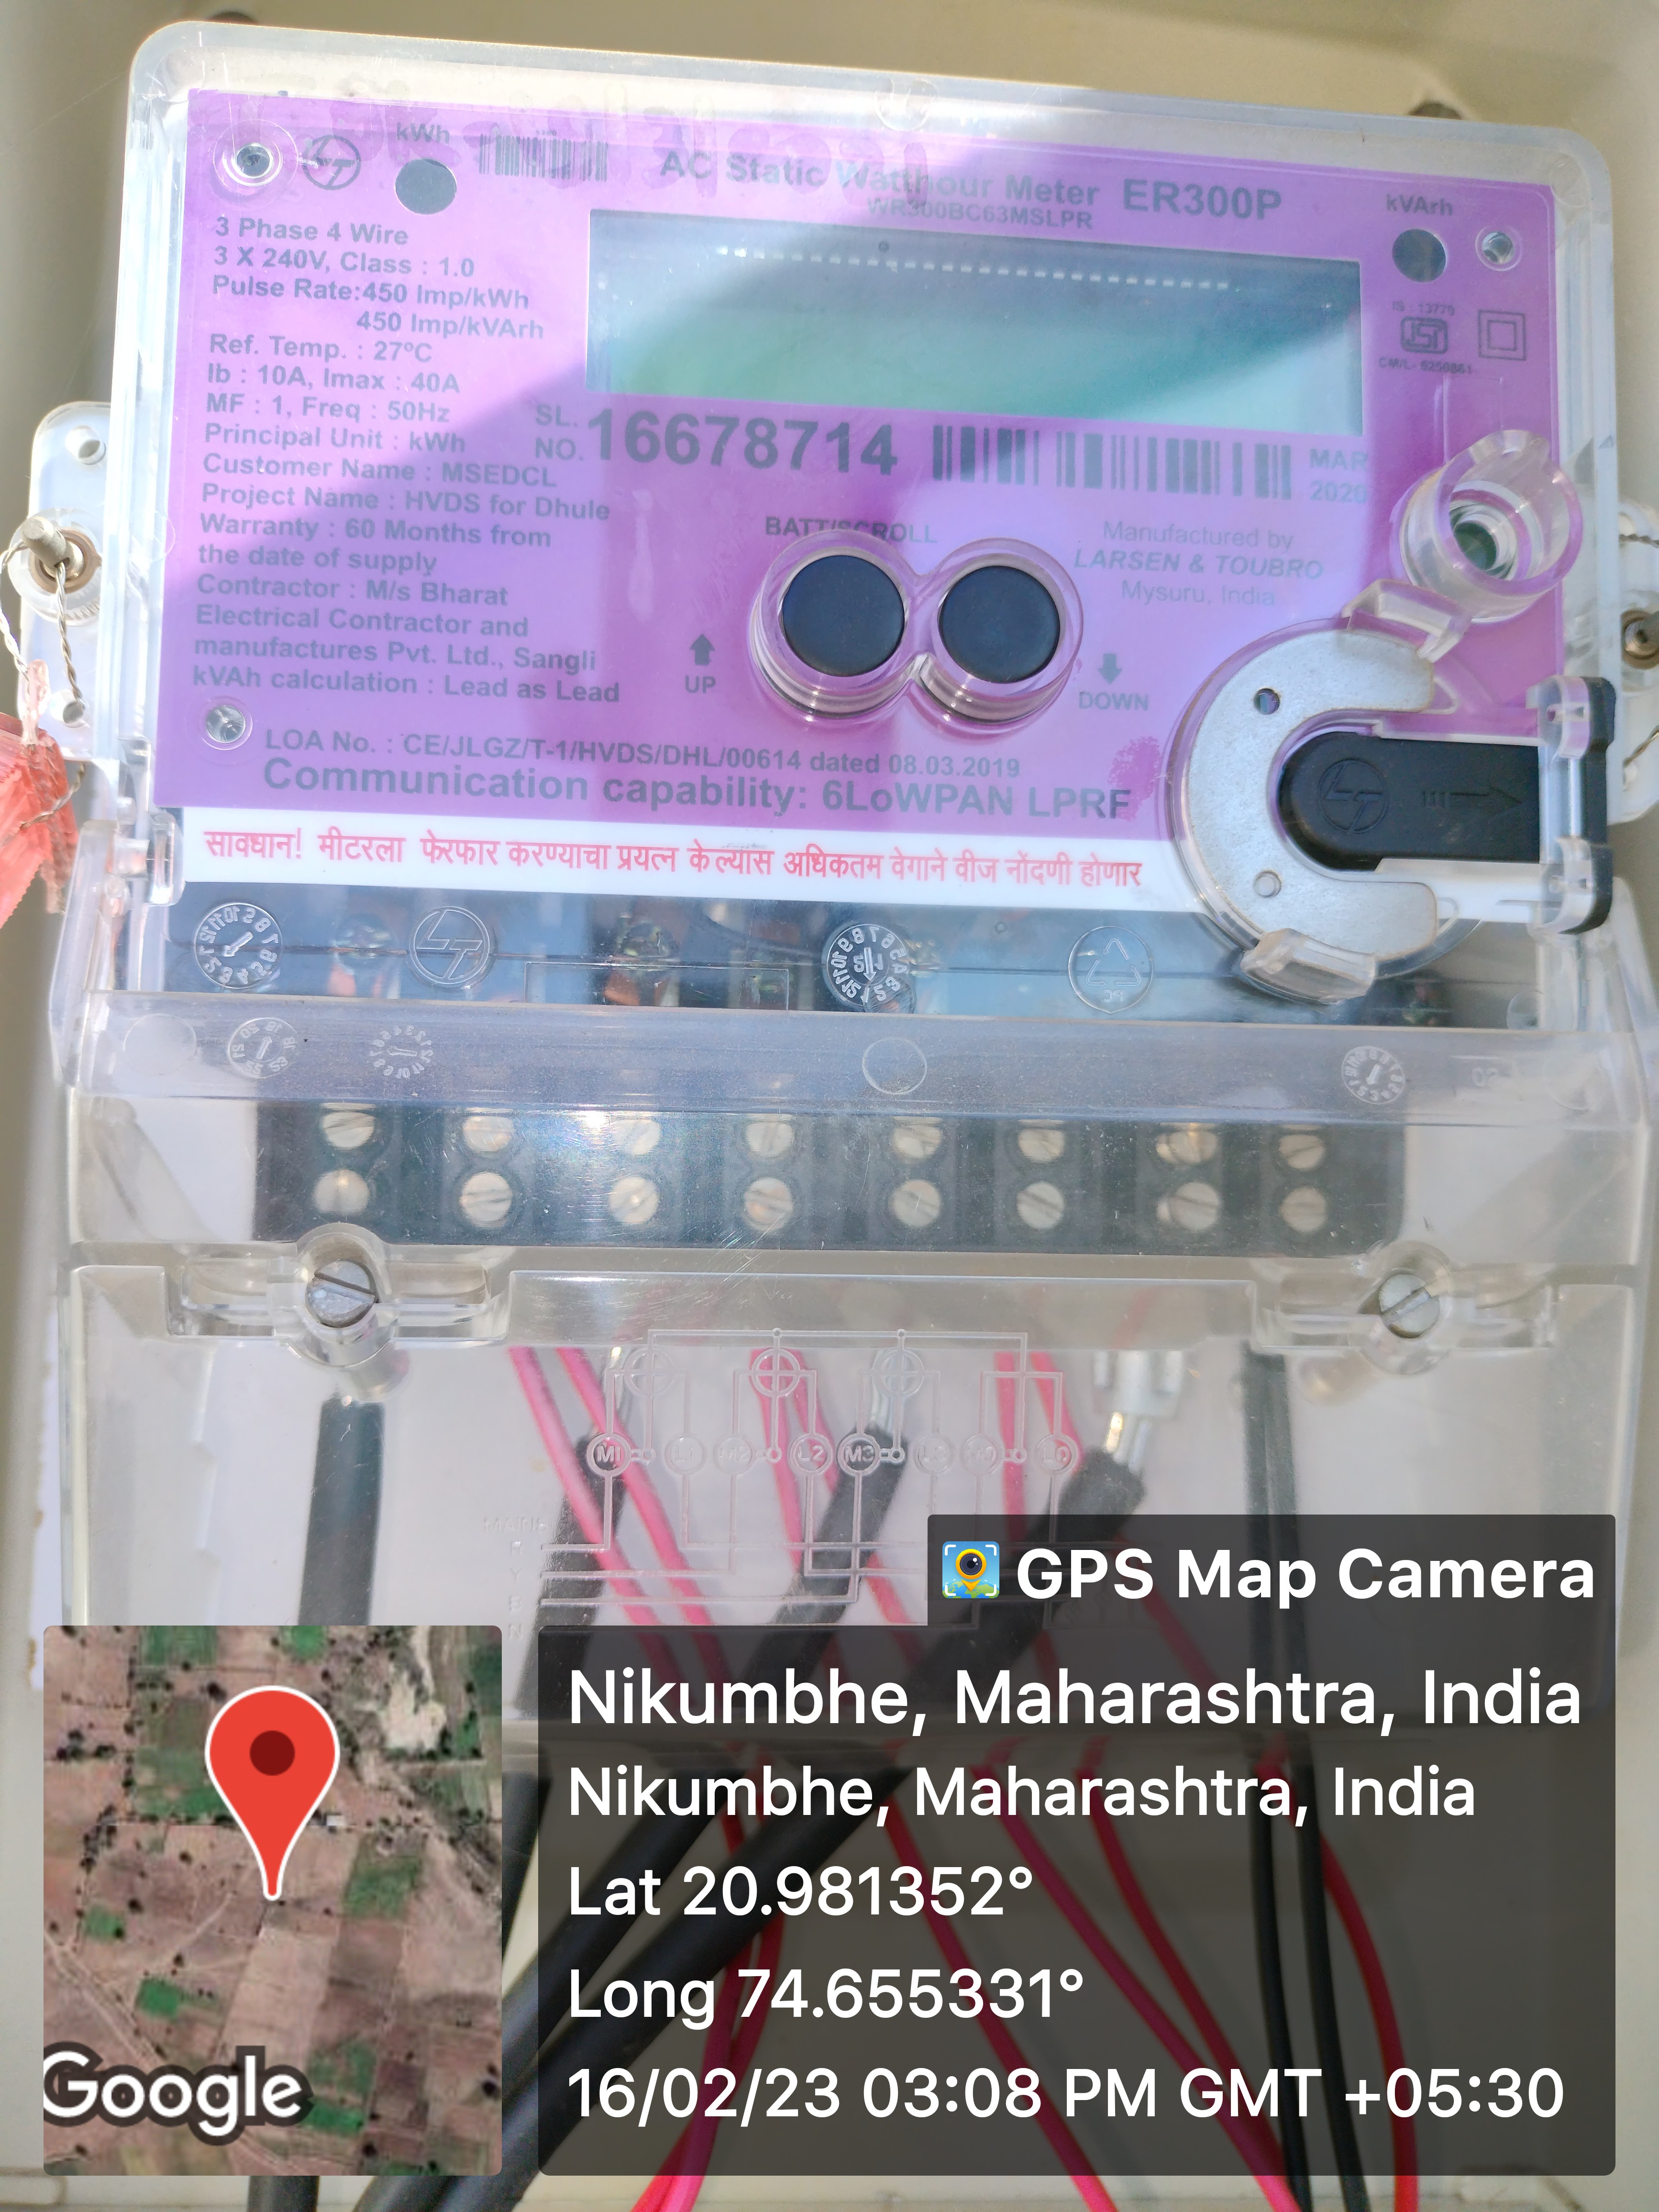 kWh
AC Static Watthour Meter ER300P
WR300BC63MSLPR
kVArh
3 Phase 4 Wire
3 X 240V, Class : 1.0
Pulse Rate:450 Imp/kWh
450 Imp/kVArh
Ref. Temp. : 27°C
Ib : 10A, Imax : 40A
MF : 1, Freq : 50Hz
Principal Unit : kWh
Customer Name : MSEDCL
Project Name : HVDS for Dhule
Warranty : 60 Months from
the date of supply
Contractor : M/s Bharat
Electrical Contractor and
manufactures Pvt. Ltd., Sangli
kVAh calculation : Lead as Lead
IS : 13779
CM/L-
SL.
NO. 16678714
MAR
2020
BATT/SCROLL
UP
DOWN
Manufactured by
LARSEN & TOUBRO
Mysuru, India
LOA No. : CE/JLGZ/T-1/HVDS/DHL/00614 dated 08.03.2019
Communication capability: 6LoWPAN LPRF
सावधान! मीटरला फेरफार करण्याचा प्रयत्न केल्यास अधिकतम वेगाने वीज नोंदणी होणार
LT
M1 L1 M2 L2 M3 L3
GPS Map Camera
Nikumbhe, Maharashtra, India
Nikumbhe, Maharashtra, India
Lat 20.981352°
Long 74.655331°
16/02/23 03:08 PM GMT +05:30
Google